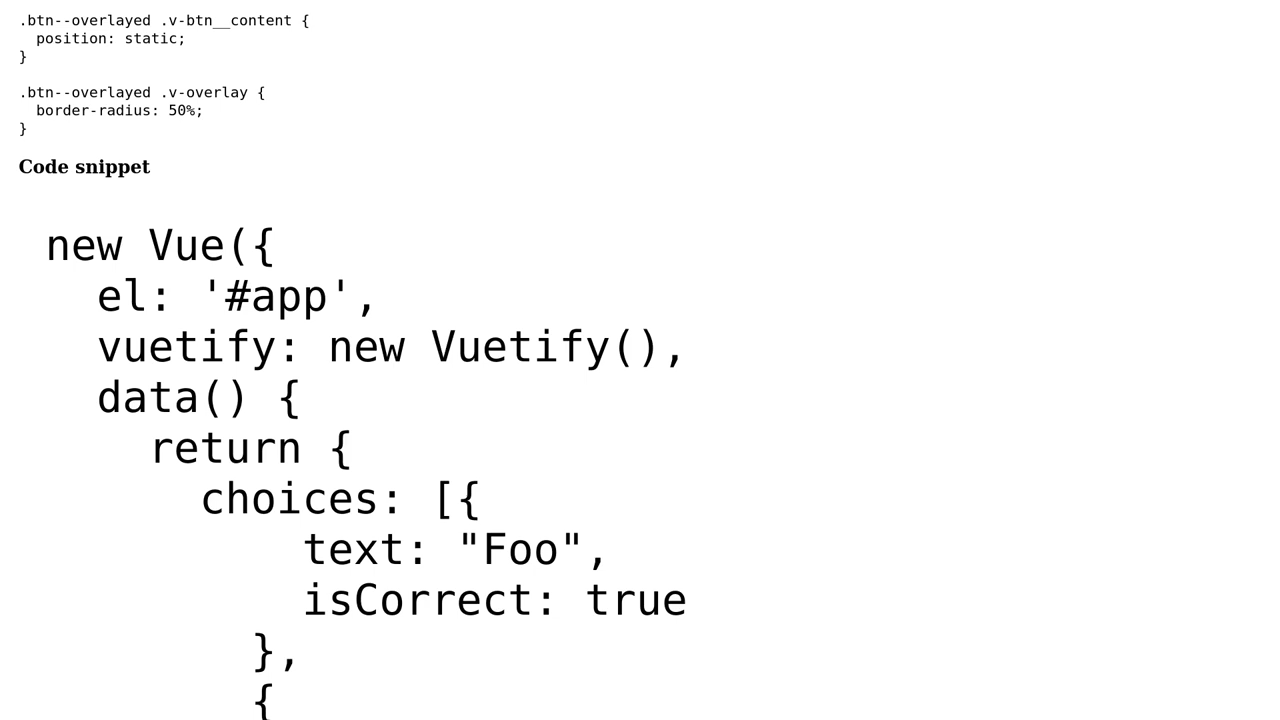 .btn--overlayed .v-btn__content {
  position: static;
}

.btn--overlayed .v-overlay {
  border-radius: 50%;
}
Code snippet
new Vue({
  el: '#app',
  vuetify: new Vuetify(),
  data() {
    return {
      choices: [{
          text: "Foo",
          isCorrect: true
        },
        {